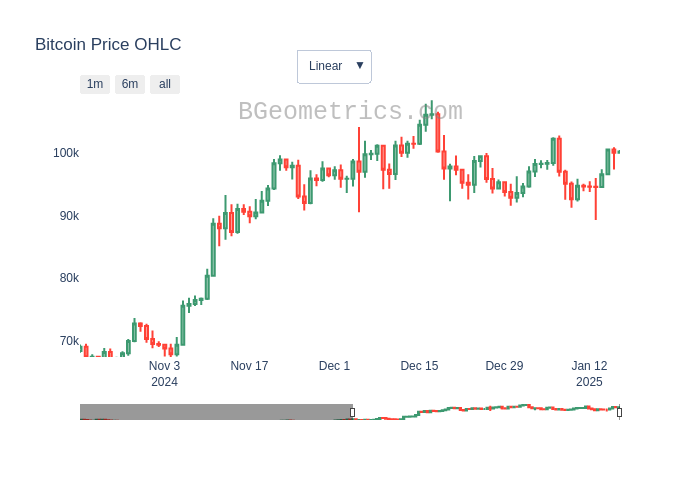 Bitcoin Price OHLC
Linear ▼
1m 6m all
BGeometrics.com
100k
90k
80k
70k
Nov 3 Nov 17 Dec 1 Dec 15 Dec 29 Jan 12
2024 2025